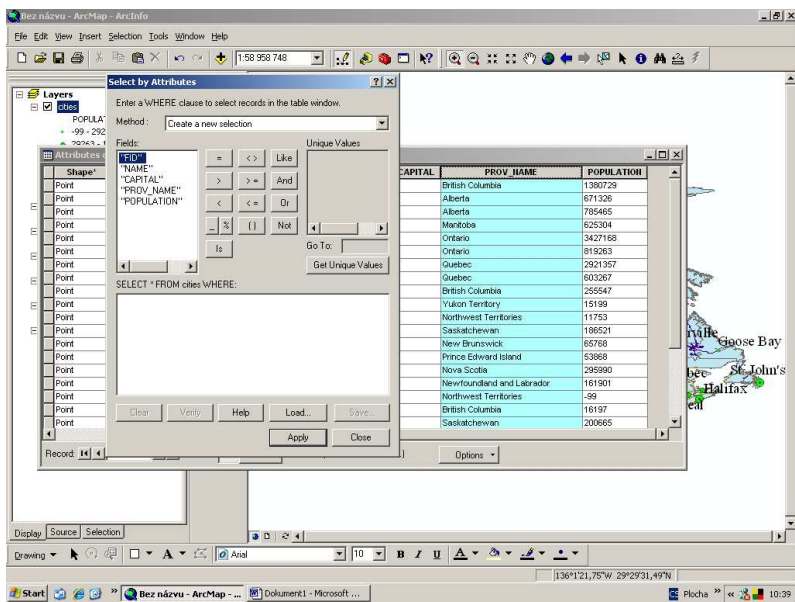 Bez názvu - ArcMap - ArcInfo
File Edit View Insert Selection Tools Window Help
1:58 958 748
Layers
cities
POPULAT
-99 - 292
29263 - 1
Select by Attributes
Enter a WHERE clause to select records in the table window.
Method : Create a new selection
Fields: Unique Values
"FID"
"NAME"
"CAPITAL"
"PROV_NAME"
"POPULATION"
= <> Like
> > = And
< < = Or
_ % ( ) Not
Is
Go To:
Get Unique Values
SELECT * FROM cities WHERE:
Clear Verify Help Load... Save...
Apply Close
Attributes o
Shape* CAPITAL PROV_NAME POPULATION
Point British Columbia 1380729
Point Alberta 671326
Point Alberta 785465
Point Manitoba 625304
Point Ontario 3427168
Point Ontario 819263
Point Quebec 2921357
Point Quebec 603267
Point British Columbia 255547
Point Yukon Territory 15199
Point Northwest Territories 11753
Point Saskatchewan 186521
Point New Brunswick 65768
Point Prince Edward Island 53868
Point Nova Scotia 295990
Point Newfoundland and Labrador 161901
Point Northwest Territories -99
Point British Columbia 16197
Point Saskatchewan 200665
Record: Options
Goose Bay
St. John's
Halifax
Display Source Selection
Drawing A Arial 10 B I U A
136°1'21,75"W 29°29'31,49"N
Start Bez názvu - ArcMap - ... Dokument1 - Microsoft ... CS Plocha 10:39